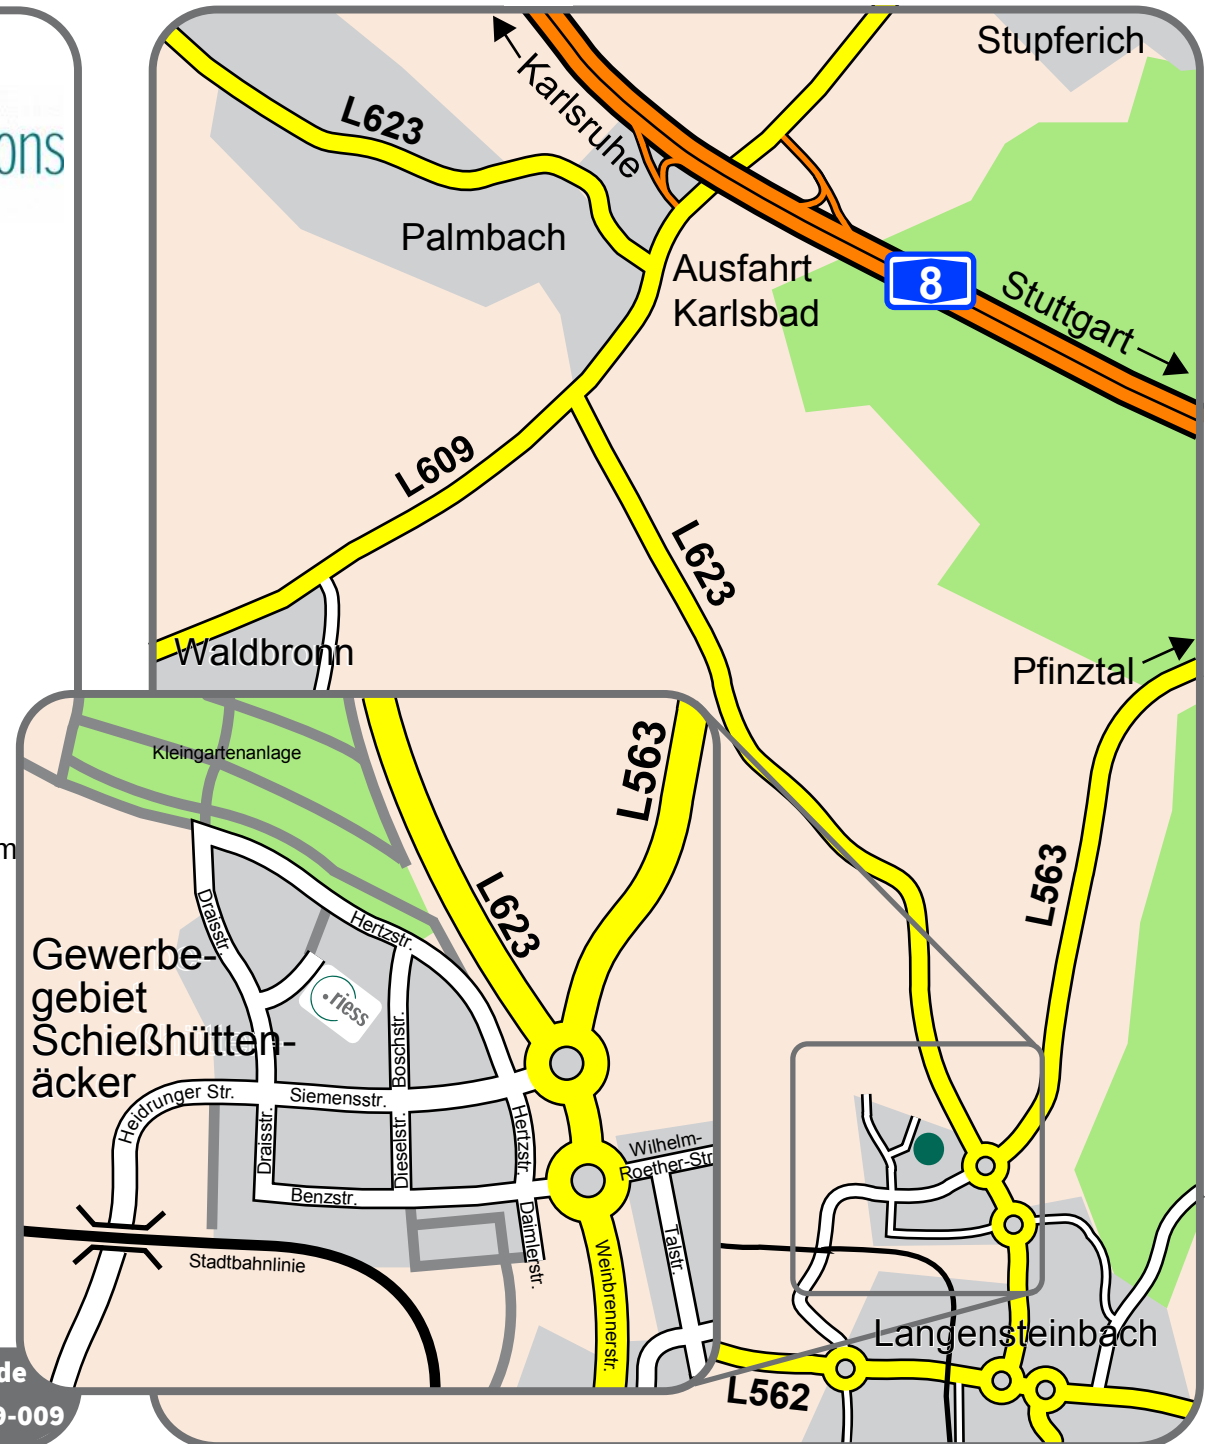 Stupferich
Karlsruhe
L623
ons
Palmbach
Ausfahrt
Karlsbad
8
Stuttgart
L609
L623
Waldbronn
Pfinztal
L563
Kleingartenanlage
L563
L623
Draisstr.
Hertzstr.
Gewerbe-
gebiet
Schießhütten-
äcker
riess
Boschstr.
Heidrunger Str.
Siemensstr.
Draisstr.
Dieselstr.
Hertzstr.
Wilhelm-
Roether-Str
Benzstr.
Daimlerstr.
Talstr.
Stadtbahnlinie
Weinbrennerstr.
Langensteinbach
L562
m
de
9-009